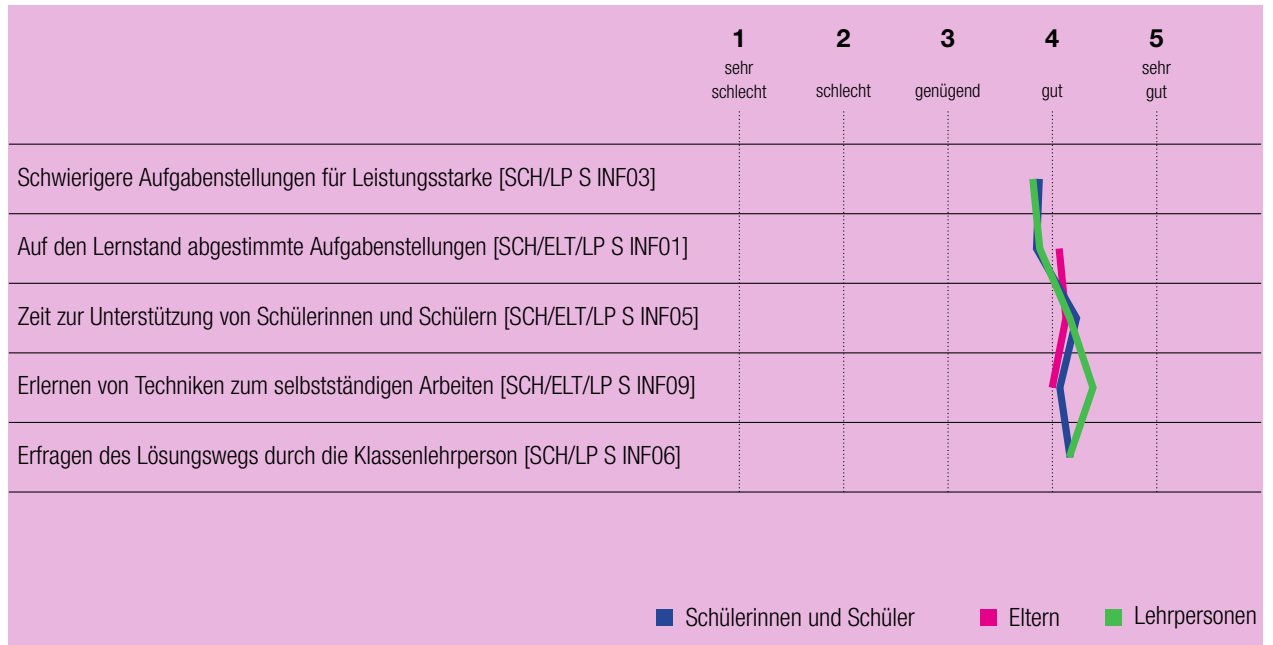 1 2 3 4 5
sehr schlecht schlecht genügend gut sehr gut
Schwierigere Aufgabenstellungen für Leistungsstarke [SCH/LP S INF03]
Auf den Lernstand abgestimmte Aufgabenstellungen [SCH/ELT/LP S INF01]
Zeit zur Unterstützung von Schülerinnen und Schülern [SCH/ELT/LP S INF05]
Erlernen von Techniken zum selbstständigen Arbeiten [SCH/ELT/LP S INF09]
Erfragen des Lösungswegs durch die Klassenlehrperson [SCH/LP S INF06]
Schülerinnen und Schüler Eltern Lehrpersonen